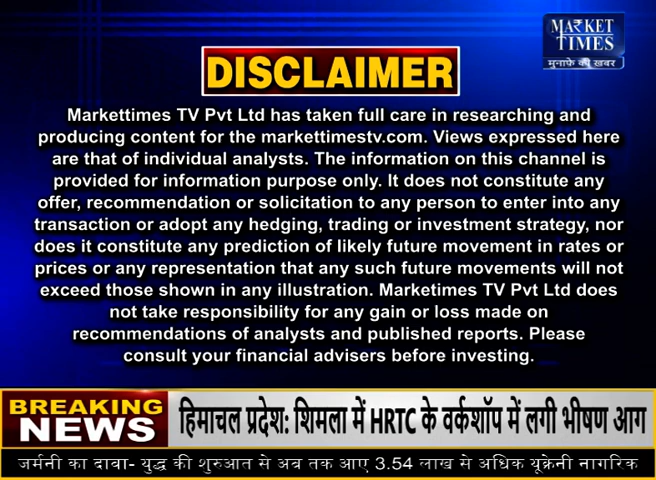 MARKET
TIMES
मुनाफे की खबर
DISCLAIMER
Markettimes TV Pvt Ltd has taken full care in researching and
producing content for the markettimestv.com. Views expressed here
are that of individual analysts. The information on this channel is
provided for information purpose only. It does not constitute any
offer, recommendation or solicitation to any person to enter into any
transaction or adopt any hedging, trading or investment strategy, nor
does it constitute any prediction of likely future movement in rates or
prices or any representation that any such future movements will not
exceed those shown in any illustration. Marketimes TV Pvt Ltd does
not take responsibility for any gain or loss made on
recommendations of analysts and published reports. Please
consult your financial advisers before investing.
BREAKING
NEWS
हिमाचल प्रदेश: शिमला में HRTC के वर्कशॉप में लगी भीषण आग
जर्मनी का दावा- युद्ध की शुरुआत से अब तक आए 3.54 लाख से अधिक यूक्रेनी नागरिक